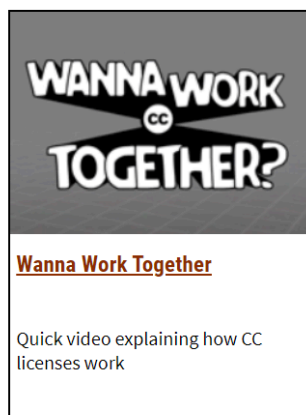 WANNA WORK
CC
TOGETHER?
Wanna Work Together
Quick video explaining how CC
licenses work